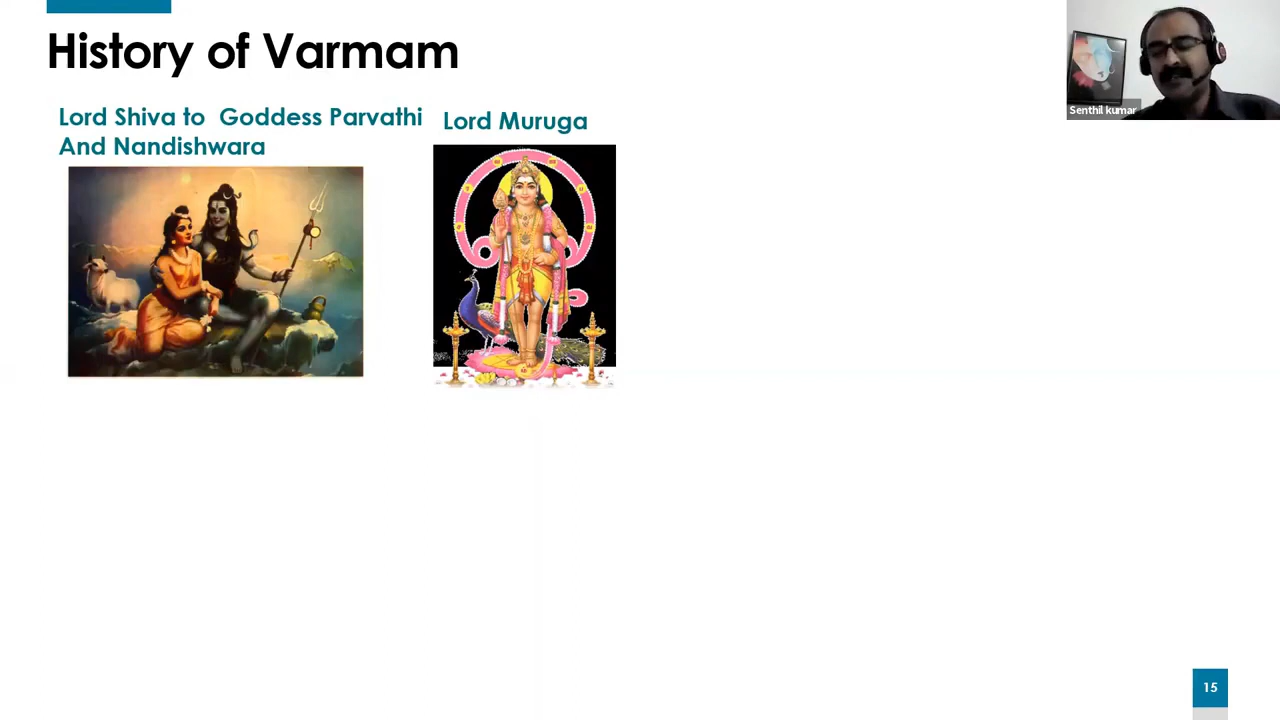 History of Varmam
Lord Shiva to Goddess Parvathi
And Nandishwara
Lord Muruga
Senthil kumar
15